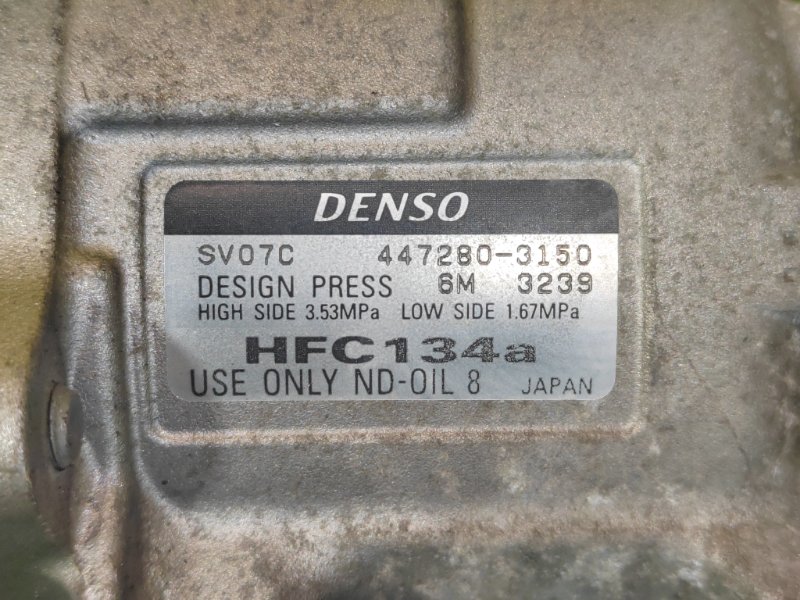 DENSO
SV07C 447280-3150
DESIGN PRESS 6M 3239
HIGH SIDE 3.53MPa LOW SIDE 1.67MPa
HFC134a
USE ONLY ND-OIL 8 JAPAN